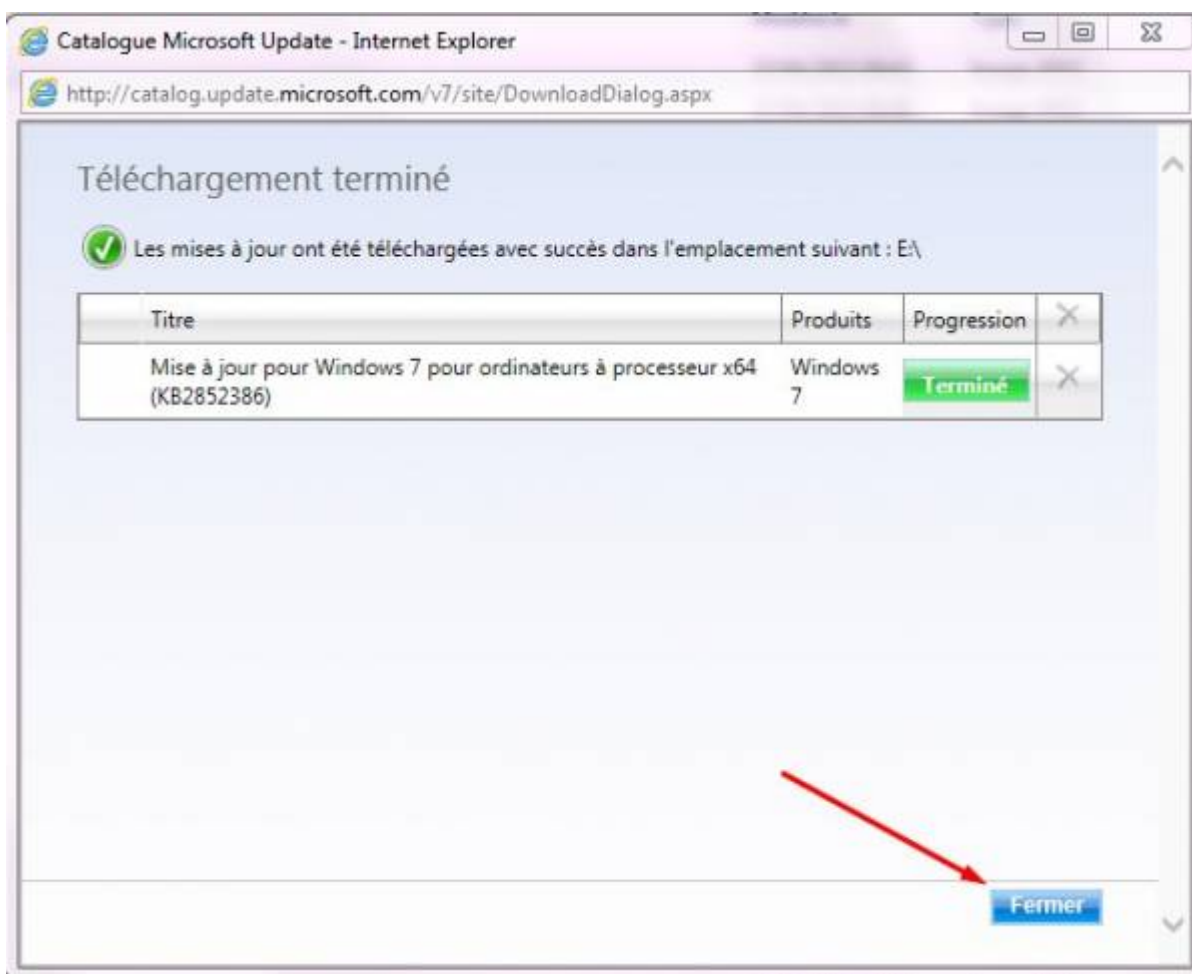 Catalogue Microsoft Update - Internet Explorer
http://catalog.update.microsoft.com/v7/site/DownloadDialog.aspx
Téléchargement terminé
Les mises à jour ont été téléchargées avec succès dans l'emplacement suivant : E:\
Titre Produits Progression
Mise à jour pour Windows 7 pour ordinateurs à processeur x64 Windows
(KB2852386) 7 Terminé
Fermer